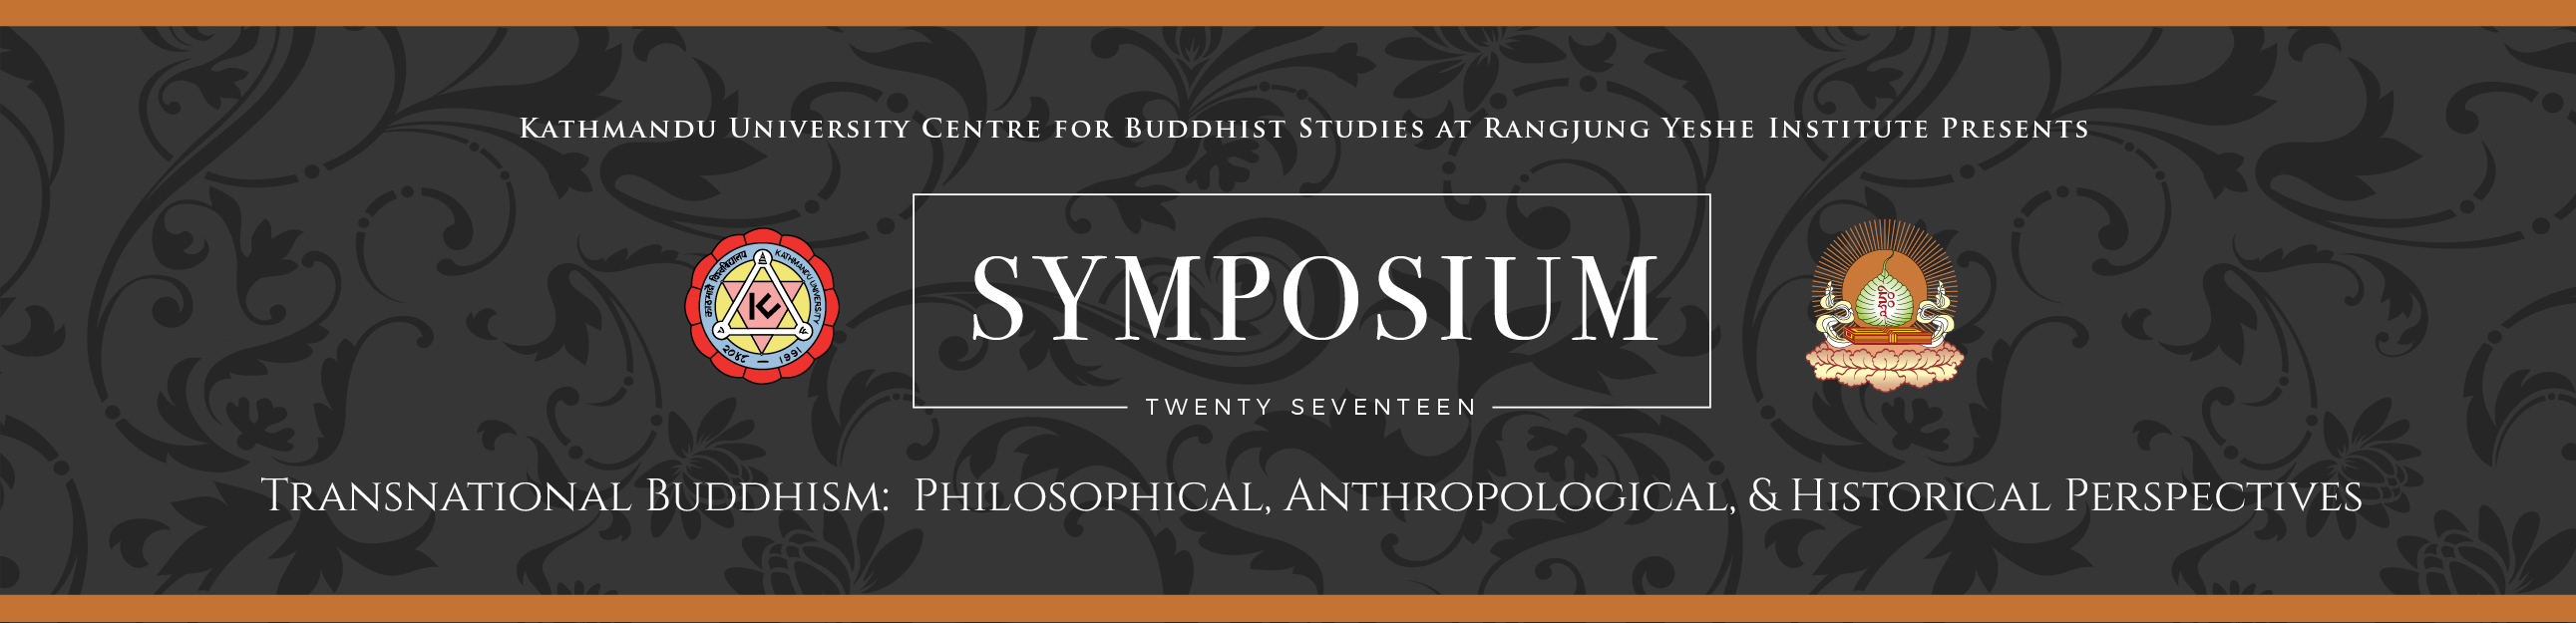 KATHMANDU UNIVERSITY CENTRE FOR BUDDHIST STUDIES AT RANGJUNG YESHE INSTITUTE PRESENTS
काठमाडौं विश्वविद्यालय
KATHMANDU UNIVERSITY
KU
२०४८ — 1991
SYMPOSIUM
TWENTY SEVENTEEN
TRANSNATIONAL BUDDHISM: PHILOSOPHICAL, ANTHROPOLOGICAL, & HISTORICAL PERSPECTIVES